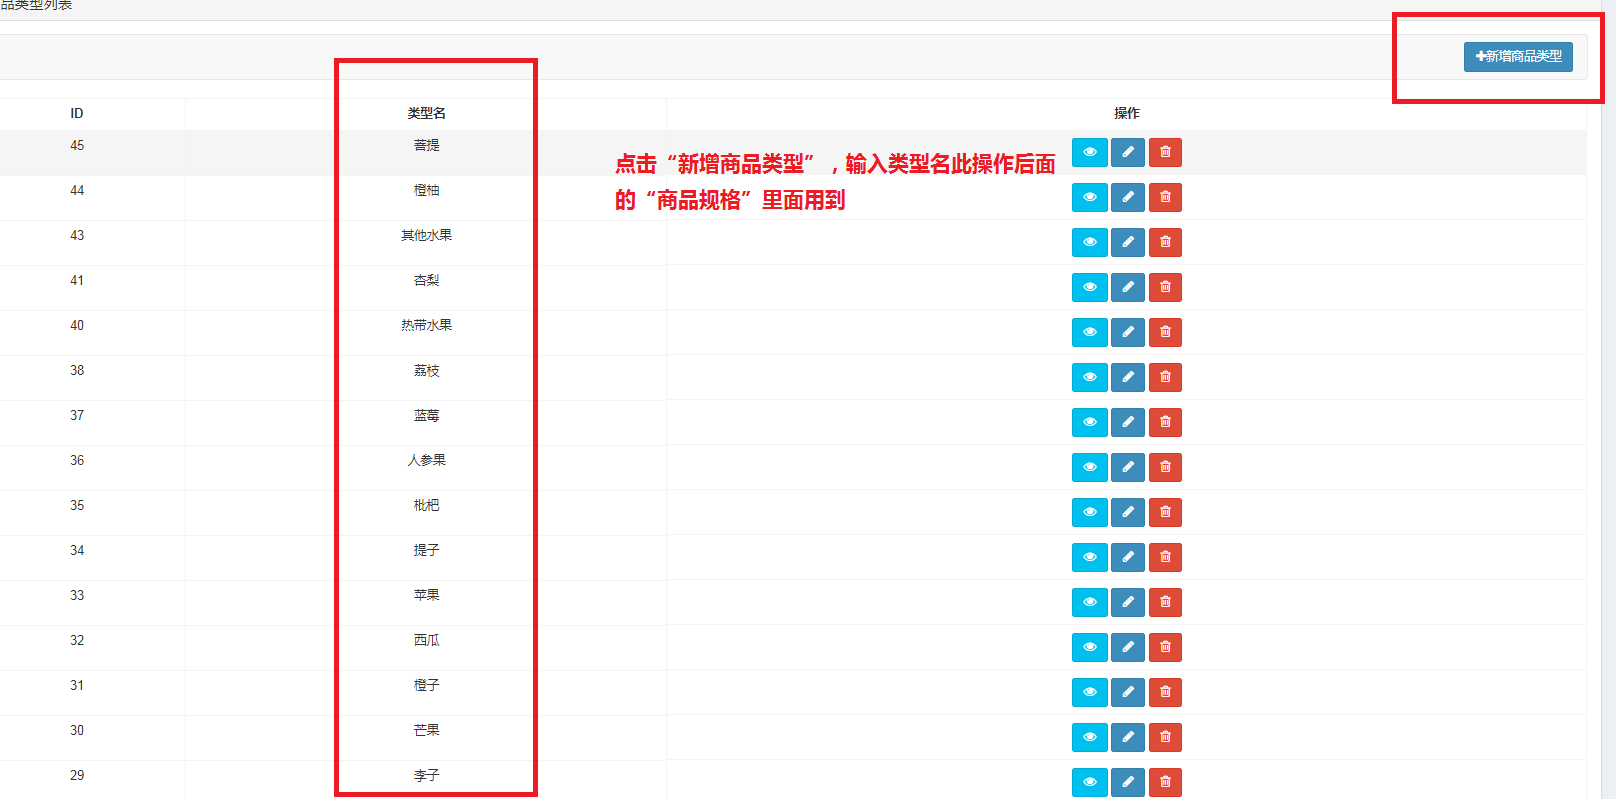 品类型列表
新增商品类型
ID 类型名 操作
45 菩提
点击“新增商品类型”，输入类型名此操作后面
的“商品规格”里面用到
44 橙柚
43 其他水果
41 杏梨
40 热带水果
38 荔枝
37 蓝莓
36 人参果
35 枇杷
34 提子
33 苹果
32 西瓜
31 橙子
30 芒果
29 李子